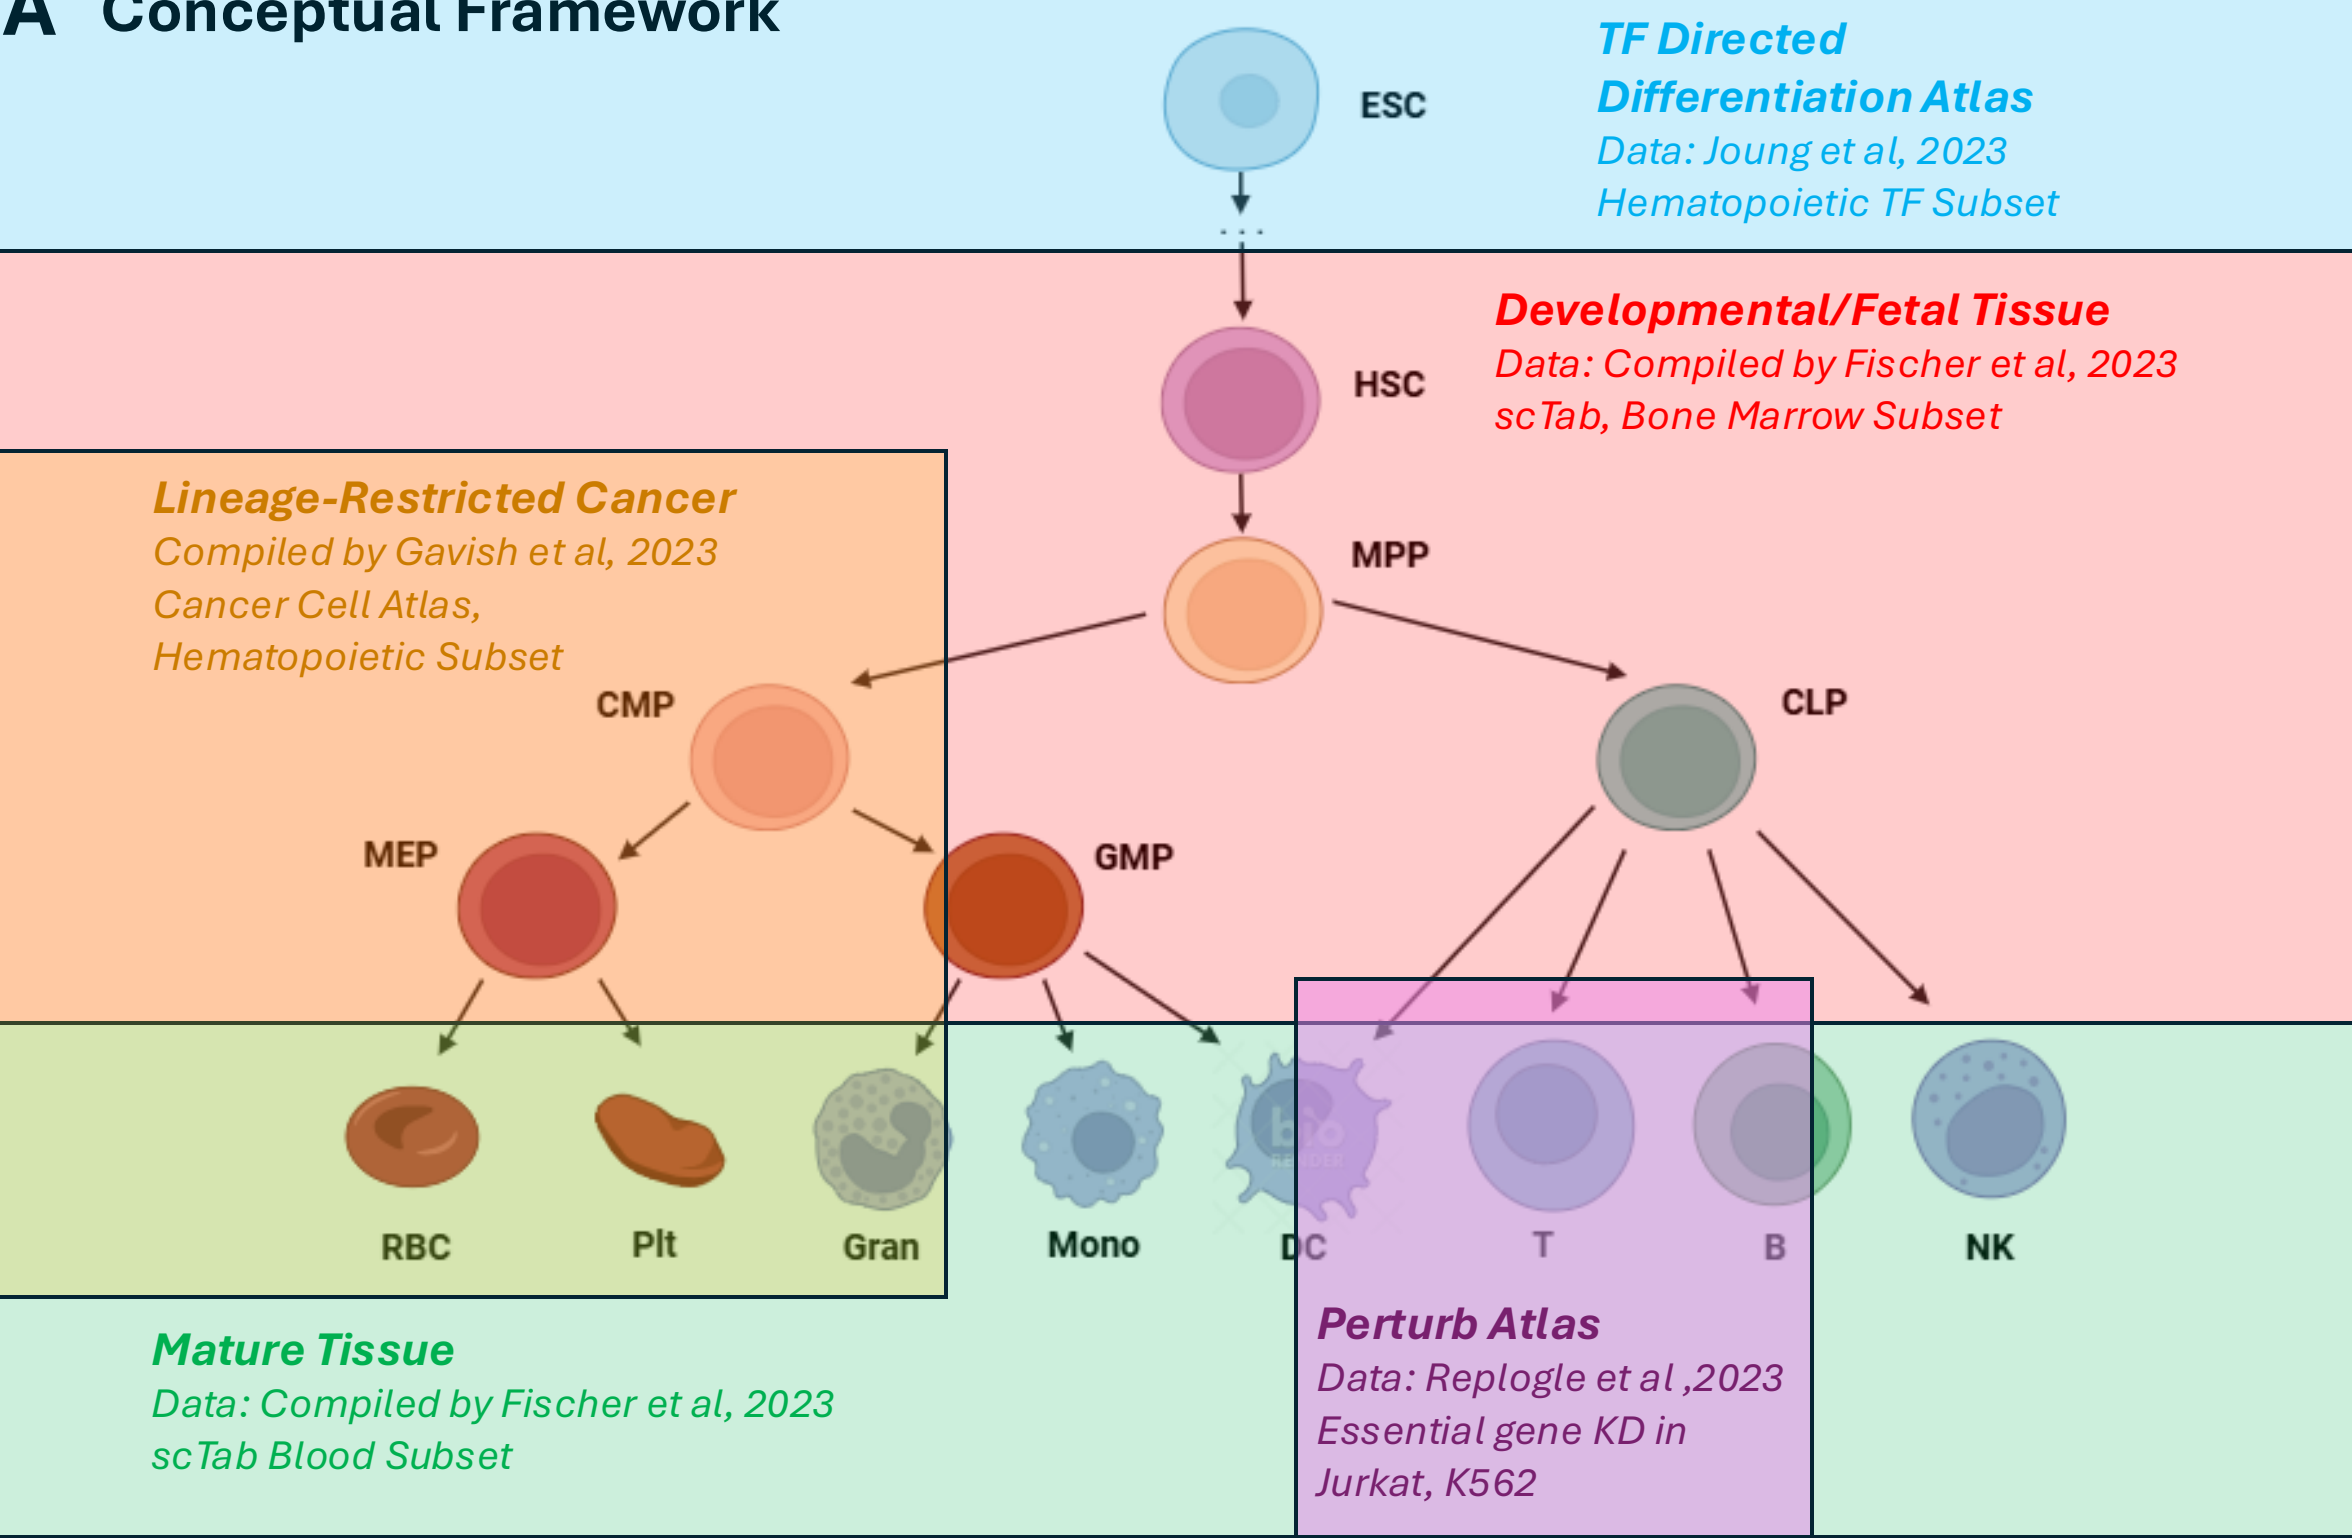 A Conceptual Framework
ESC
TF Directed
Differentiation Atlas
Data: Joung et al, 2023
Hematopoietic TF Subset
...
HSC
Developmental/Fetal Tissue
Data: Compiled by Fischer et al, 2023
scTab, Bone Marrow Subset
Lineage-Restricted Cancer
Compiled by Gavish et al, 2023
Cancer Cell Atlas,
Hematopoietic Subset
MPP
CMP
CLP
MEP
GMP
bio
RENDER
RBC
Plt
Gran
Mono
DC
T
B
NK
Mature Tissue
Data: Compiled by Fischer et al, 2023
scTab Blood Subset
Perturb Atlas
Data: Replogle et al ,2023
Essential gene KD in
Jurkat, K562